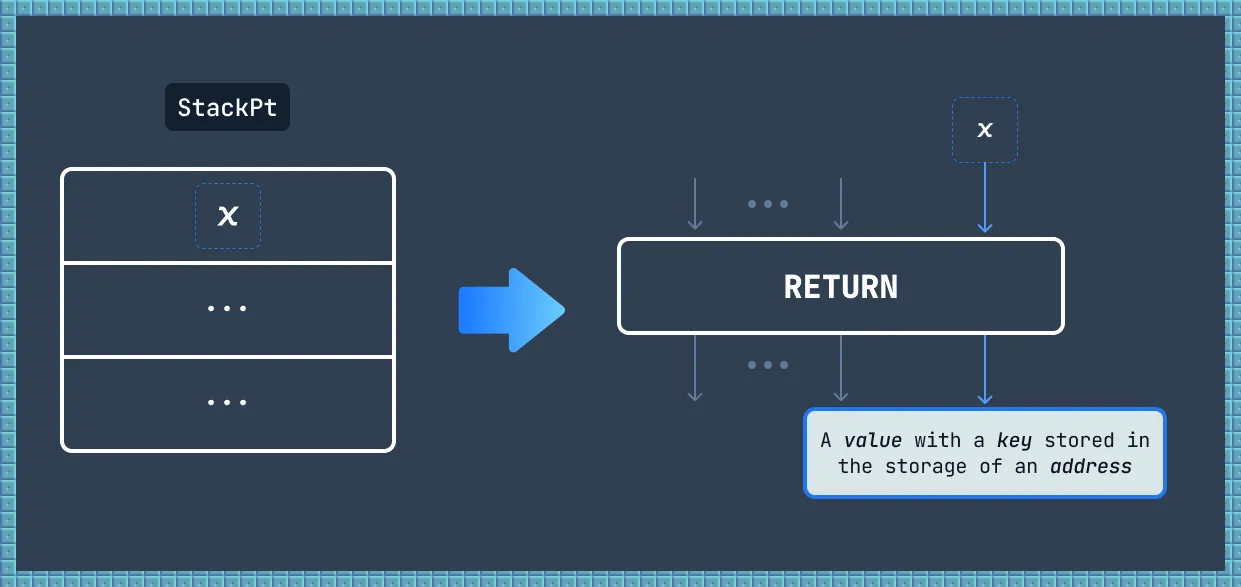 StackPt
x
x
...
...
...
RETURN
...
A value with a key stored in
the storage of an address